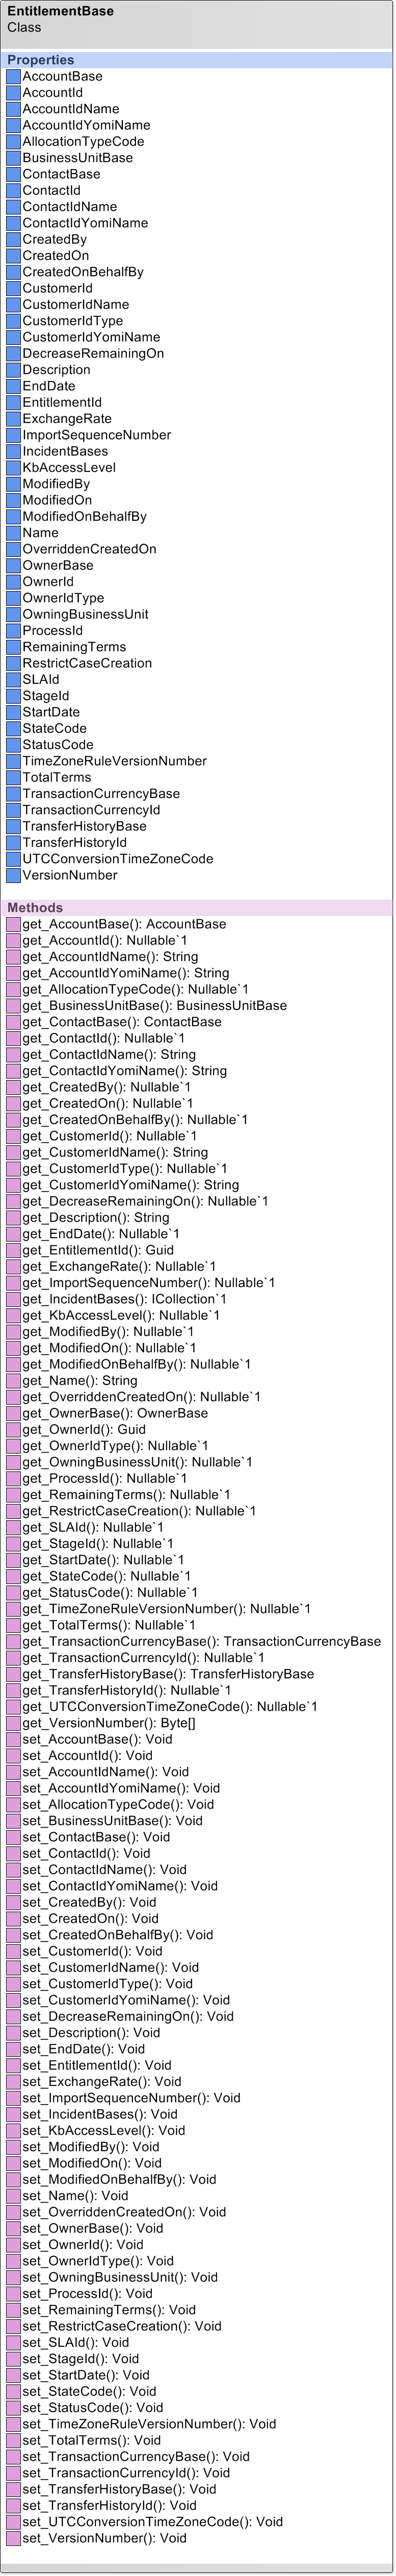 EntitlementBase
Class
Properties
AccountBase
AccountId
AccountIdName
AccountIdYomiName
AllocationTypeCode
BusinessUnitBase
ContactBase
ContactId
ContactIdName
ContactIdYomiName
CreatedBy
CreatedOn
CreatedOnBehalfBy
CustomerId
CustomerIdName
CustomerIdType
CustomerIdYomiName
DecreaseRemainingOn
Description
EndDate
EntitlementId
ExchangeRate
ImportSequenceNumber
IncidentBases
KbAccessLevel
ModifiedBy
ModifiedOn
ModifiedOnBehalfBy
Name
OverriddenCreatedOn
OwnerBase
OwnerId
OwnerIdType
OwningBusinessUnit
ProcessId
RemainingTerms
RestrictCaseCreation
SLAId
StageId
StartDate
StateCode
StatusCode
TimeZoneRuleVersionNumber
TotalTerms
TransactionCurrencyBase
TransactionCurrencyId
TransferHistoryBase
TransferHistoryId
UTCConversionTimeZoneCode
VersionNumber
Methods
get_AccountBase(): AccountBase
get_AccountId(): Nullable`1
get_AccountIdName(): String
get_AccountIdYomiName(): String
get_AllocationTypeCode(): Nullable`1
get_BusinessUnitBase(): BusinessUnitBase
get_ContactBase(): ContactBase
get_ContactId(): Nullable`1
get_ContactIdName(): String
get_ContactIdYomiName(): String
get_CreatedBy(): Nullable`1
get_CreatedOn(): Nullable`1
get_CreatedOnBehalfBy(): Nullable`1
get_CustomerId(): Nullable`1
get_CustomerIdName(): String
get_CustomerIdType(): Nullable`1
get_CustomerIdYomiName(): String
get_DecreaseRemainingOn(): Nullable`1
get_Description(): String
get_EndDate(): Nullable`1
get_EntitlementId(): Guid
get_ExchangeRate(): Nullable`1
get_ImportSequenceNumber(): Nullable`1
get_IncidentBases(): ICollection`1
get_KbAccessLevel(): Nullable`1
get_ModifiedBy(): Nullable`1
get_ModifiedOn(): Nullable`1
get_ModifiedOnBehalfBy(): Nullable`1
get_Name(): String
get_OverriddenCreatedOn(): Nullable`1
get_OwnerBase(): OwnerBase
get_OwnerId(): Guid
get_OwnerIdType(): Nullable`1
get_OwningBusinessUnit(): Nullable`1
get_ProcessId(): Nullable`1
get_RemainingTerms(): Nullable`1
get_RestrictCaseCreation(): Nullable`1
get_SLAId(): Nullable`1
get_StageId(): Nullable`1
get_StartDate(): Nullable`1
get_StateCode(): Nullable`1
get_StatusCode(): Nullable`1
get_TimeZoneRuleVersionNumber(): Nullable`1
get_TotalTerms(): Nullable`1
get_TransactionCurrencyBase(): TransactionCurrencyBase
get_TransactionCurrencyId(): Nullable`1
get_TransferHistoryBase(): TransferHistoryBase
get_TransferHistoryId(): Nullable`1
get_UTCConversionTimeZoneCode(): Nullable`1
get_VersionNumber(): Byte[]
set_AccountBase(): Void
set_AccountId(): Void
set_AccountIdName(): Void
set_AccountIdYomiName(): Void
set_AllocationTypeCode(): Void
set_BusinessUnitBase(): Void
set_ContactBase(): Void
set_ContactId(): Void
set_ContactIdName(): Void
set_ContactIdYomiName(): Void
set_CreatedBy(): Void
set_CreatedOn(): Void
set_CreatedOnBehalfBy(): Void
set_CustomerId(): Void
set_CustomerIdName(): Void
set_CustomerIdType(): Void
set_CustomerIdYomiName(): Void
set_DecreaseRemainingOn(): Void
set_Description(): Void
set_EndDate(): Void
set_EntitlementId(): Void
set_ExchangeRate(): Void
set_ImportSequenceNumber(): Void
set_IncidentBases(): Void
set_KbAccessLevel(): Void
set_ModifiedBy(): Void
set_ModifiedOn(): Void
set_ModifiedOnBehalfBy(): Void
set_Name(): Void
set_OverriddenCreatedOn(): Void
set_OwnerBase(): Void
set_OwnerId(): Void
set_OwnerIdType(): Void
set_OwningBusinessUnit(): Void
set_ProcessId(): Void
set_RemainingTerms(): Void
set_RestrictCaseCreation(): Void
set_SLAId(): Void
set_StageId(): Void
set_StartDate(): Void
set_StateCode(): Void
set_StatusCode(): Void
set_TimeZoneRuleVersionNumber(): Void
set_TotalTerms(): Void
set_TransactionCurrencyBase(): Void
set_TransactionCurrencyId(): Void
set_TransferHistoryBase(): Void
set_TransferHistoryId(): Void
set_UTCConversionTimeZoneCode(): Void
set_VersionNumber(): Void